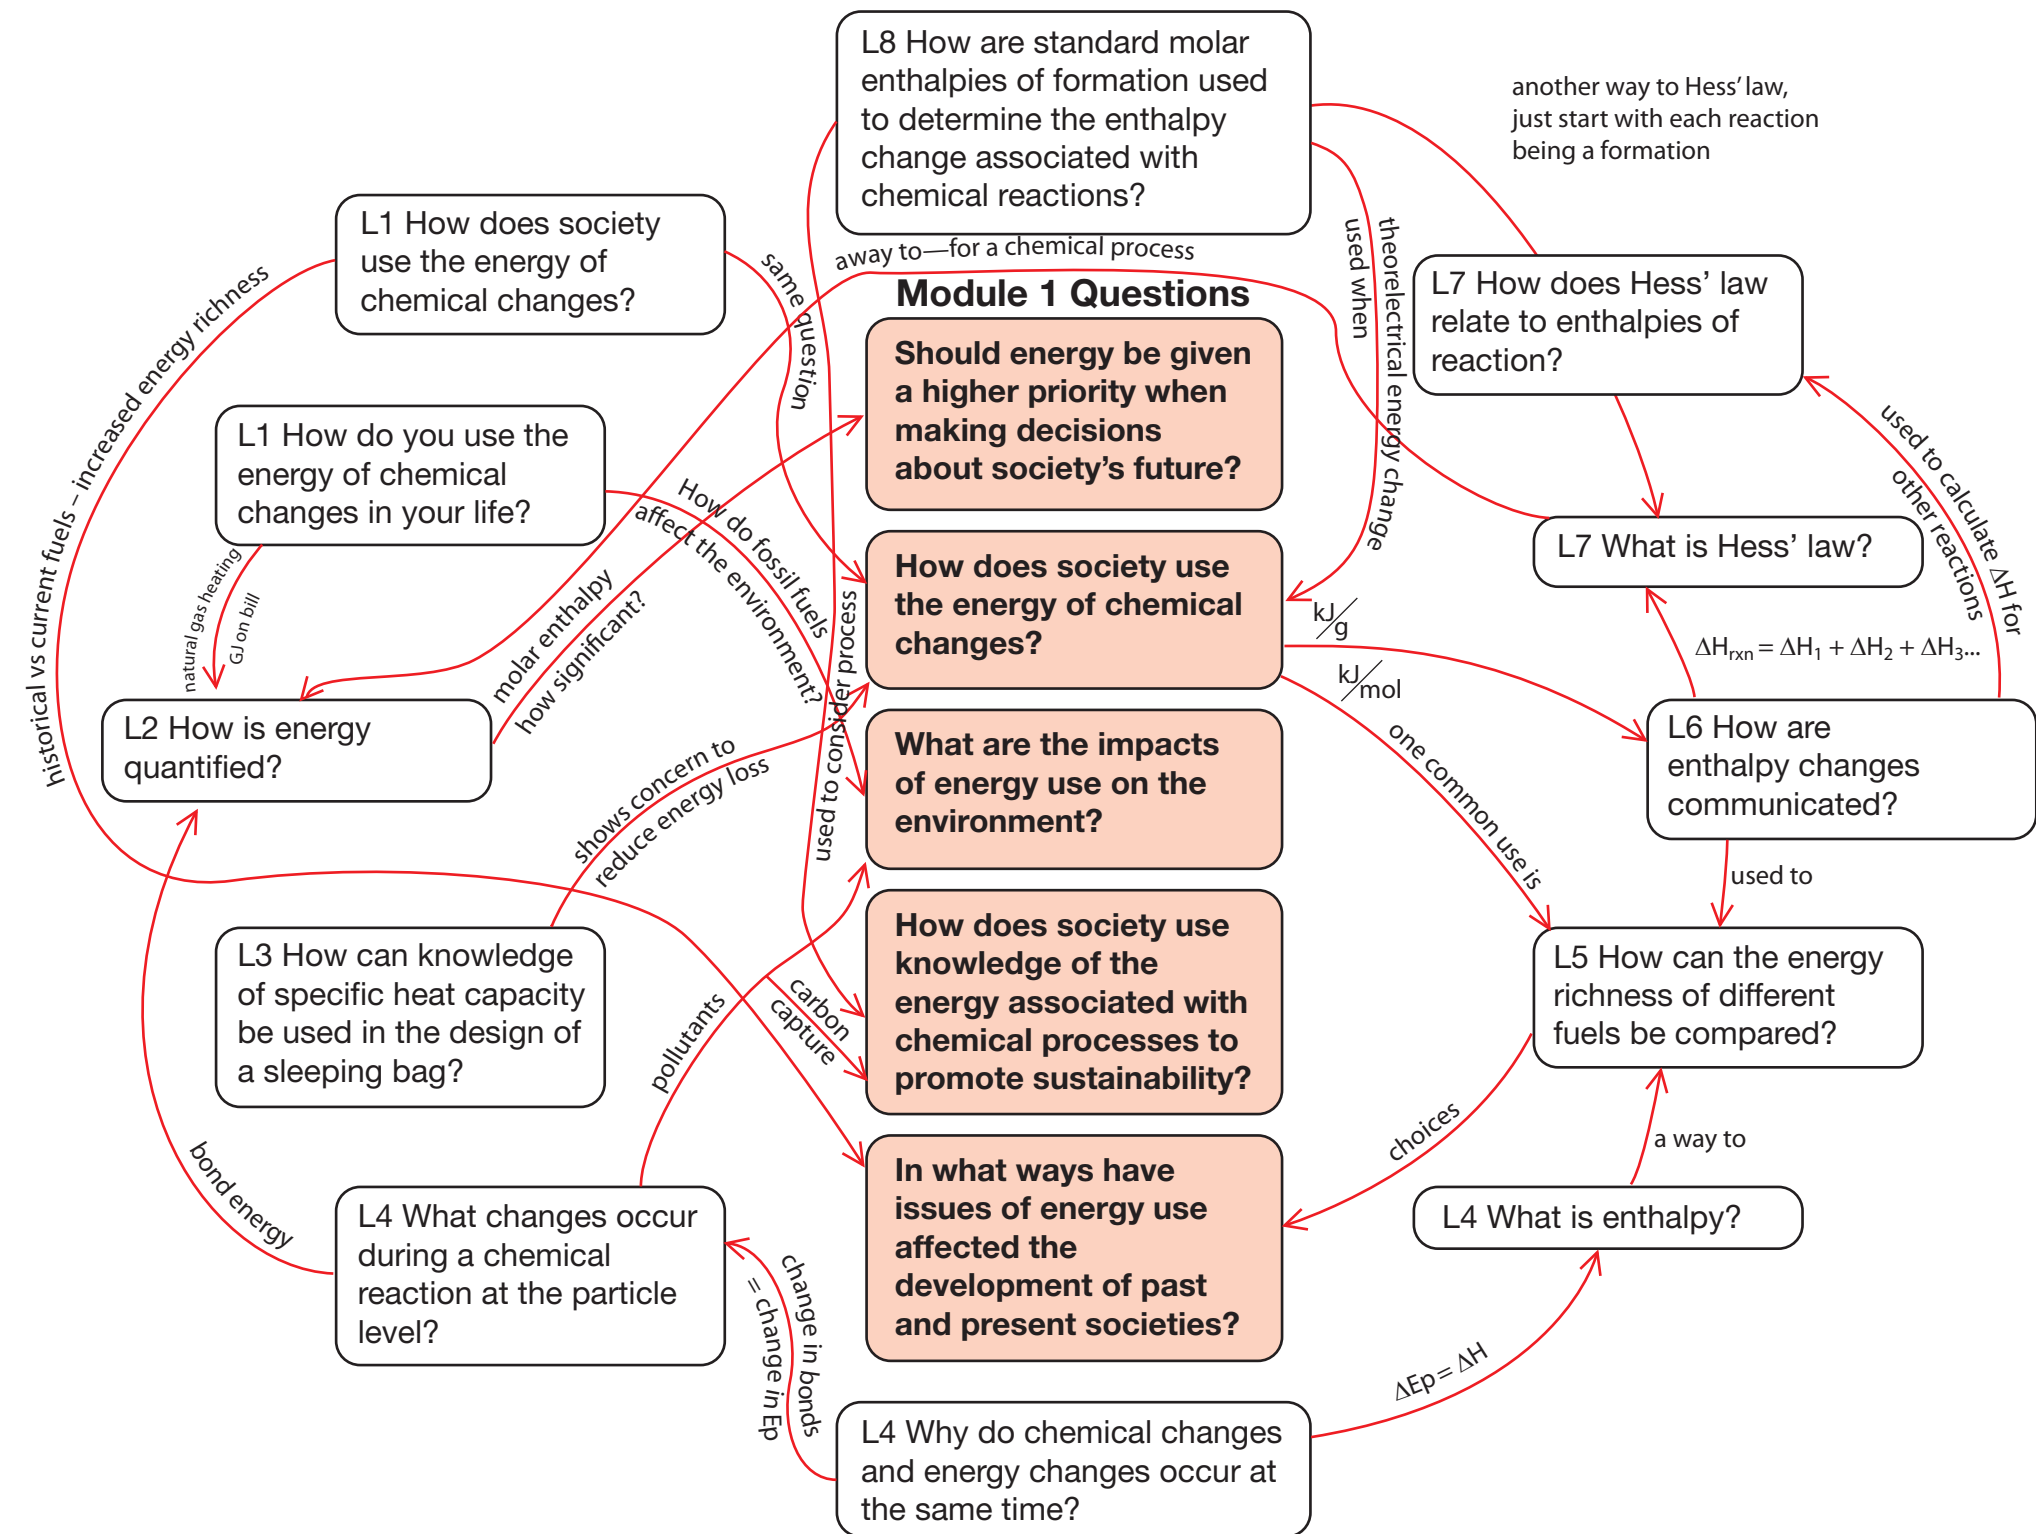 L8 How are standard molar
enthalpies of formation used
to determine the enthalpy
change associated with
chemical reactions?
another way to Hess’ law,
just start with each reaction
being a formation
L1 How does society
use the energy of
chemical changes?
same question
away to—for a chemical process
used when
theorelectrical energy change
Module 1 Questions
L7 How does Hess’ law
relate to enthalpies of
reaction?
historical vs current fuels – increased energy richness
Should energy be given
a higher priority when
making decisions
about society’s future?
L1 How do you use the
energy of chemical
changes in your life?
used to calculate ΔH for
other reactions
How do fossil fuels
affect the environment?
natural gas heating
GJ on bill
L7 What is Hess’ law?
How does society use
the energy of chemical
changes?
kJ/g
kJ/mol
molar enthalpy
how significant?
used to consider process
ΔHrxn = ΔH1 + ΔH2 + ΔH3...
L2 How is energy
quantified?
What are the impacts
of energy use on the
environment?
L6 How are
enthalpy changes
communicated?
shows concern to
reduce energy loss
one common use is
used to
L3 How can knowledge
of specific heat capacity
be used in the design of
a sleeping bag?
How does society use
knowledge of the
energy associated with
chemical processes to
promote sustainability?
L5 How can the energy
richness of different
fuels be compared?
pollutants
carbon
capture
choices
a way to
bond energy
L4 What changes occur
during a chemical
reaction at the particle
level?
In what ways have
issues of energy use
affected the
development of past
and present societies?
L4 What is enthalpy?
change in bonds
= change in Ep
ΔEp = ΔH
L4 Why do chemical changes
and energy changes occur at
the same time?